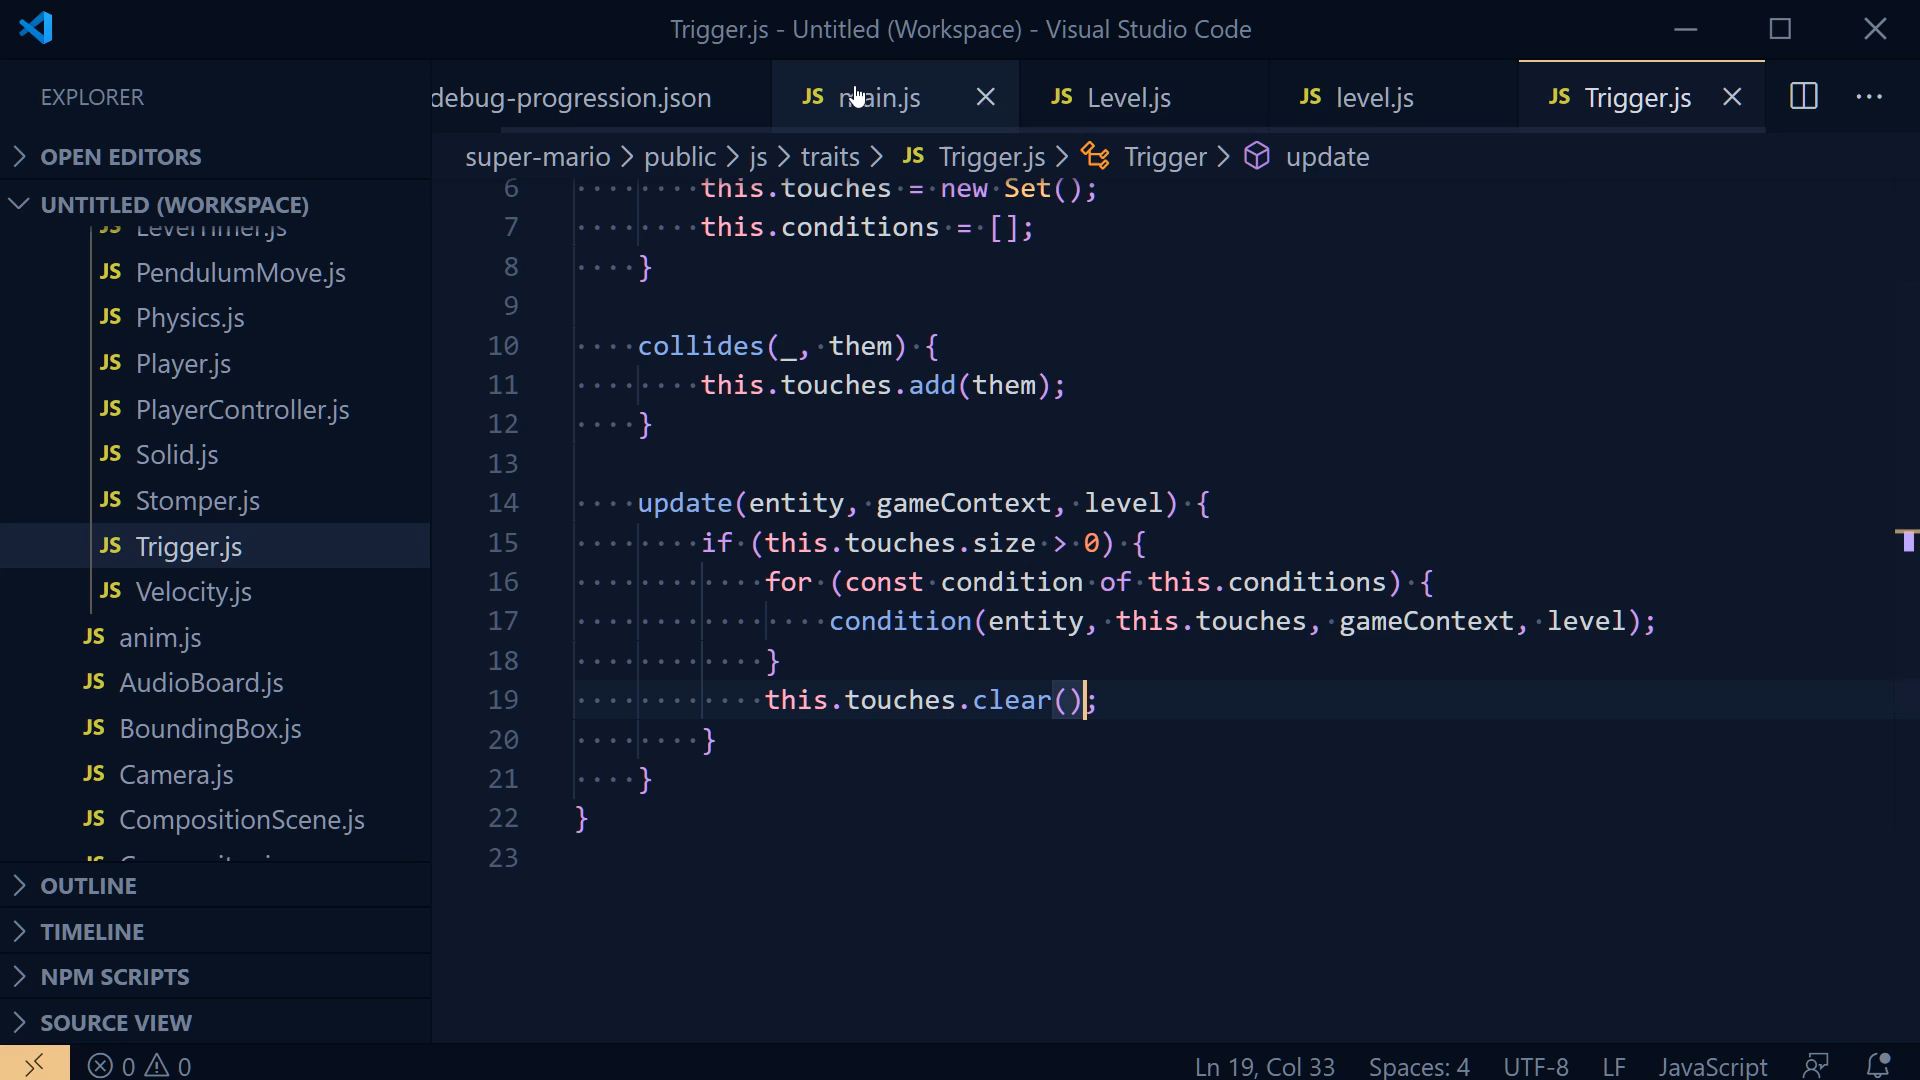 Trigger.js - Untitled (Workspace) - Visual Studio Code
EXPLORER
debug-progression.json
JS main.js
JS Level.js
JS level.js
JS Trigger.js
super-mario > public > js > traits > JS Trigger.js > Trigger > update
OPEN EDITORS
UNTITLED (WORKSPACE)
JS LevelTimer.js
JS PendulumMove.js
JS Physics.js
JS Player.js
JS PlayerController.js
JS Solid.js
JS Stomper.js
JS Trigger.js
JS Velocity.js
JS anim.js
JS AudioBoard.js
JS BoundingBox.js
JS Camera.js
JS CompositionScene.js
OUTLINE
TIMELINE
NPM SCRIPTS
SOURCE VIEW
6 this.touches = new Set();
7 this.conditions = [];
8 }
9
10 collides(_, them) {
11 this.touches.add(them);
12 }
13
14 update(entity, gameContext, level) {
15 if (this.touches.size > 0) {
16 for (const condition of this.conditions) {
17 condition(entity, this.touches, gameContext, level);
18 }
19 this.touches.clear();
20 }
21 }
22 }
23
0 0
Ln 19, Col 33 Spaces: 4 UTF-8 LF JavaScript